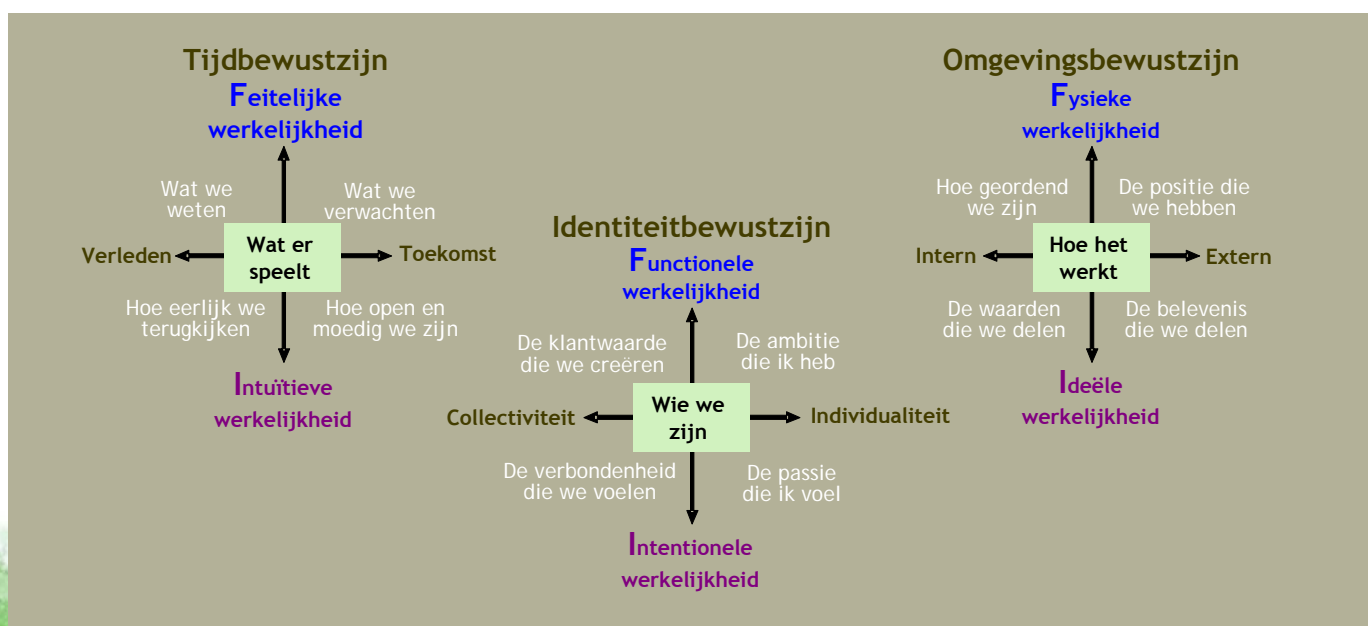 Tijdbewustzijn
Feitelijke
werkelijkheid
Wat we
weten
Wat we
verwachten
Verleden
Wat er
speelt
Toekomst
Hoe eerlijk we
terugkijken
Hoe open en
moedig we zijn
Intuïtieve
werkelijkheid
Identiteitbewustzijn
Functionele
werkelijkheid
De klantwaarde
die we creëren
De ambitie
die ik heb
Collectiviteit
Wie we
zijn
Individualiteit
De verbondenheid
die we voelen
De passie
die ik voel
Intentionele
werkelijkheid
Omgevingsbewustzijn
Fysieke
werkelijkheid
Hoe geordend
we zijn
De positie die
we hebben
Intern
Hoe het
werkt
Extern
De waarden
die we delen
De belevenis
die we delen
Ideële
werkelijkheid